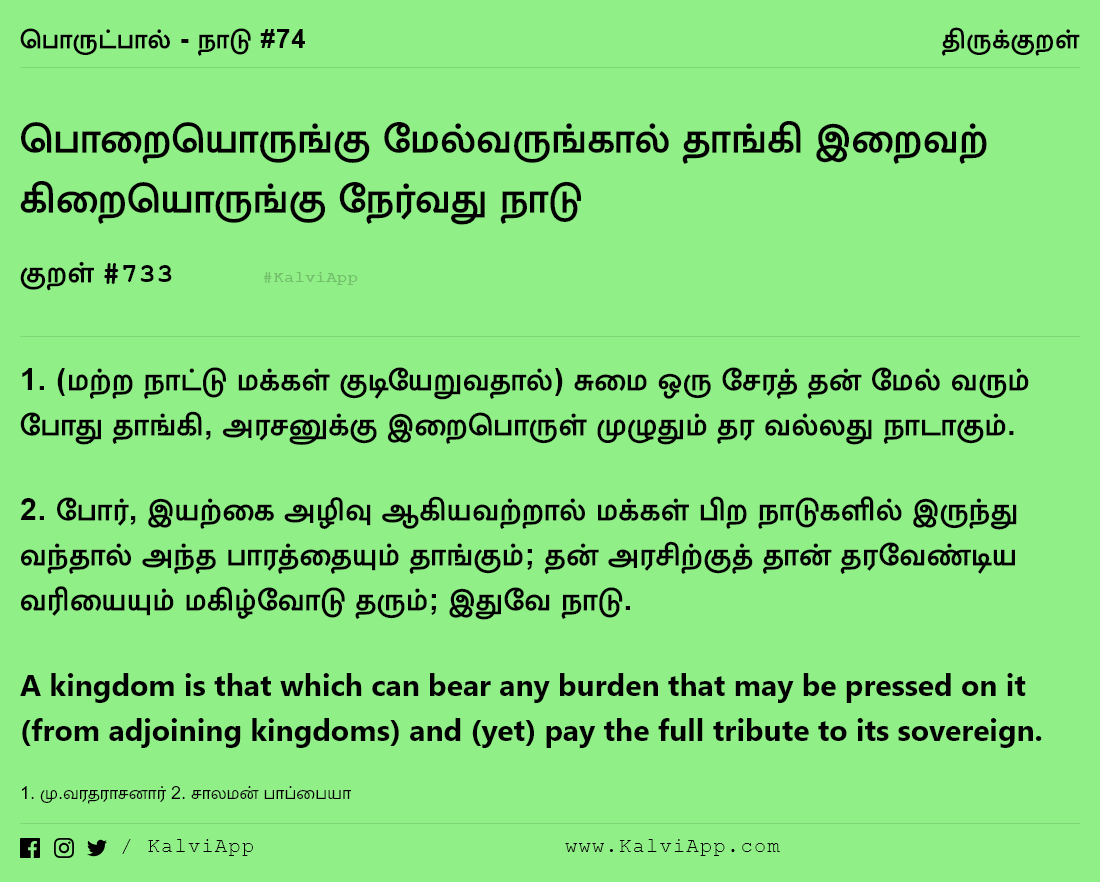 பொருட்பால் - நாடு #74
திருக்குறள்
பொறையொருங்கு மேல்வருங்கால் தாங்கி இறைவற்
கிறையொருங்கு நேர்வது நாடு
குறள் #733
#KalviApp
1. (மற்ற நாட்டு மக்கள் குடியேறுவதால்) சுமை ஒரு சேரத் தன் மேல் வரும்
போது தாங்கி, அரசனுக்கு இறைபொருள் முழுதும் தர வல்லது நாடாகும்.
2. போர், இயற்கை அழிவு ஆகியவற்றால் மக்கள் பிற நாடுகளில் இருந்து
வந்தால் அந்த பாரத்தையும் தாங்கும்; தன் அரசிற்குத் தான் தரவேண்டிய
வரியையும் மகிழ்வோடு தரும்; இதுவே நாடு.
A kingdom is that which can bear any burden that may be pressed on it
(from adjoining kingdoms) and (yet) pay the full tribute to its sovereign.
1. மு.வரதராசனார் 2. சாலமன் பாப்பையா
/ KalviApp
www.KalviApp.com